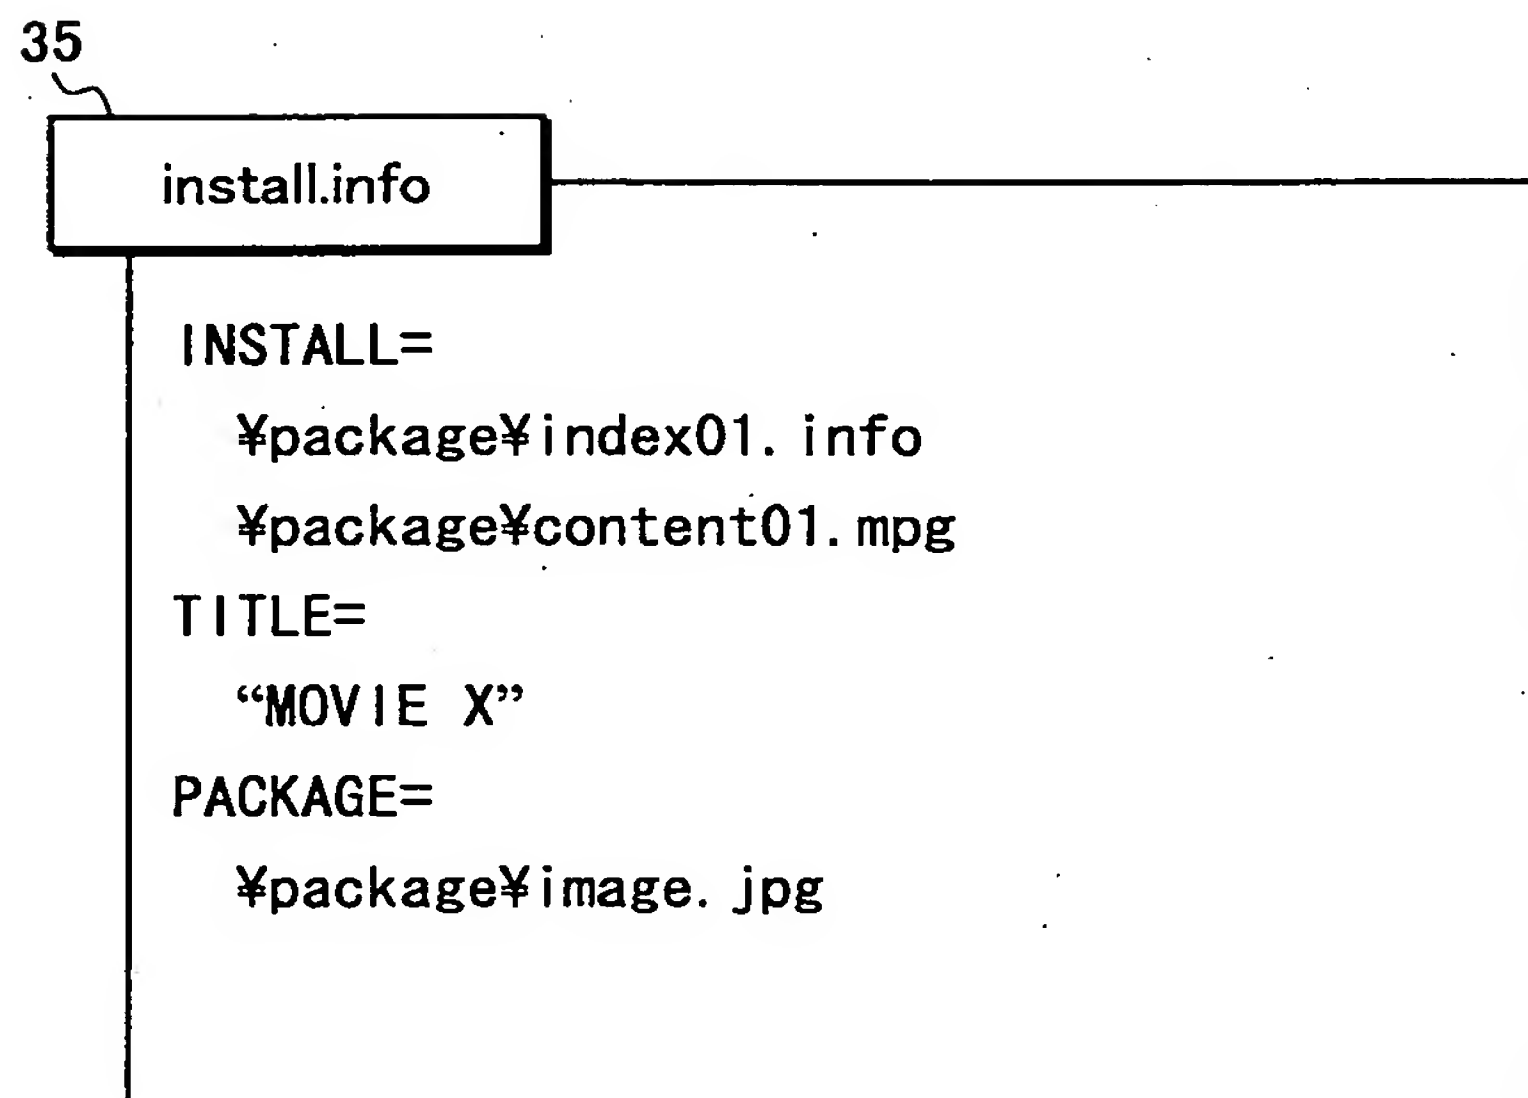 35
install.info
INSTALL=
¥package¥index01.info
¥package¥content01.mpg
TITLE=
“MOVIE X”
PACKAGE=
¥package¥image.jpg